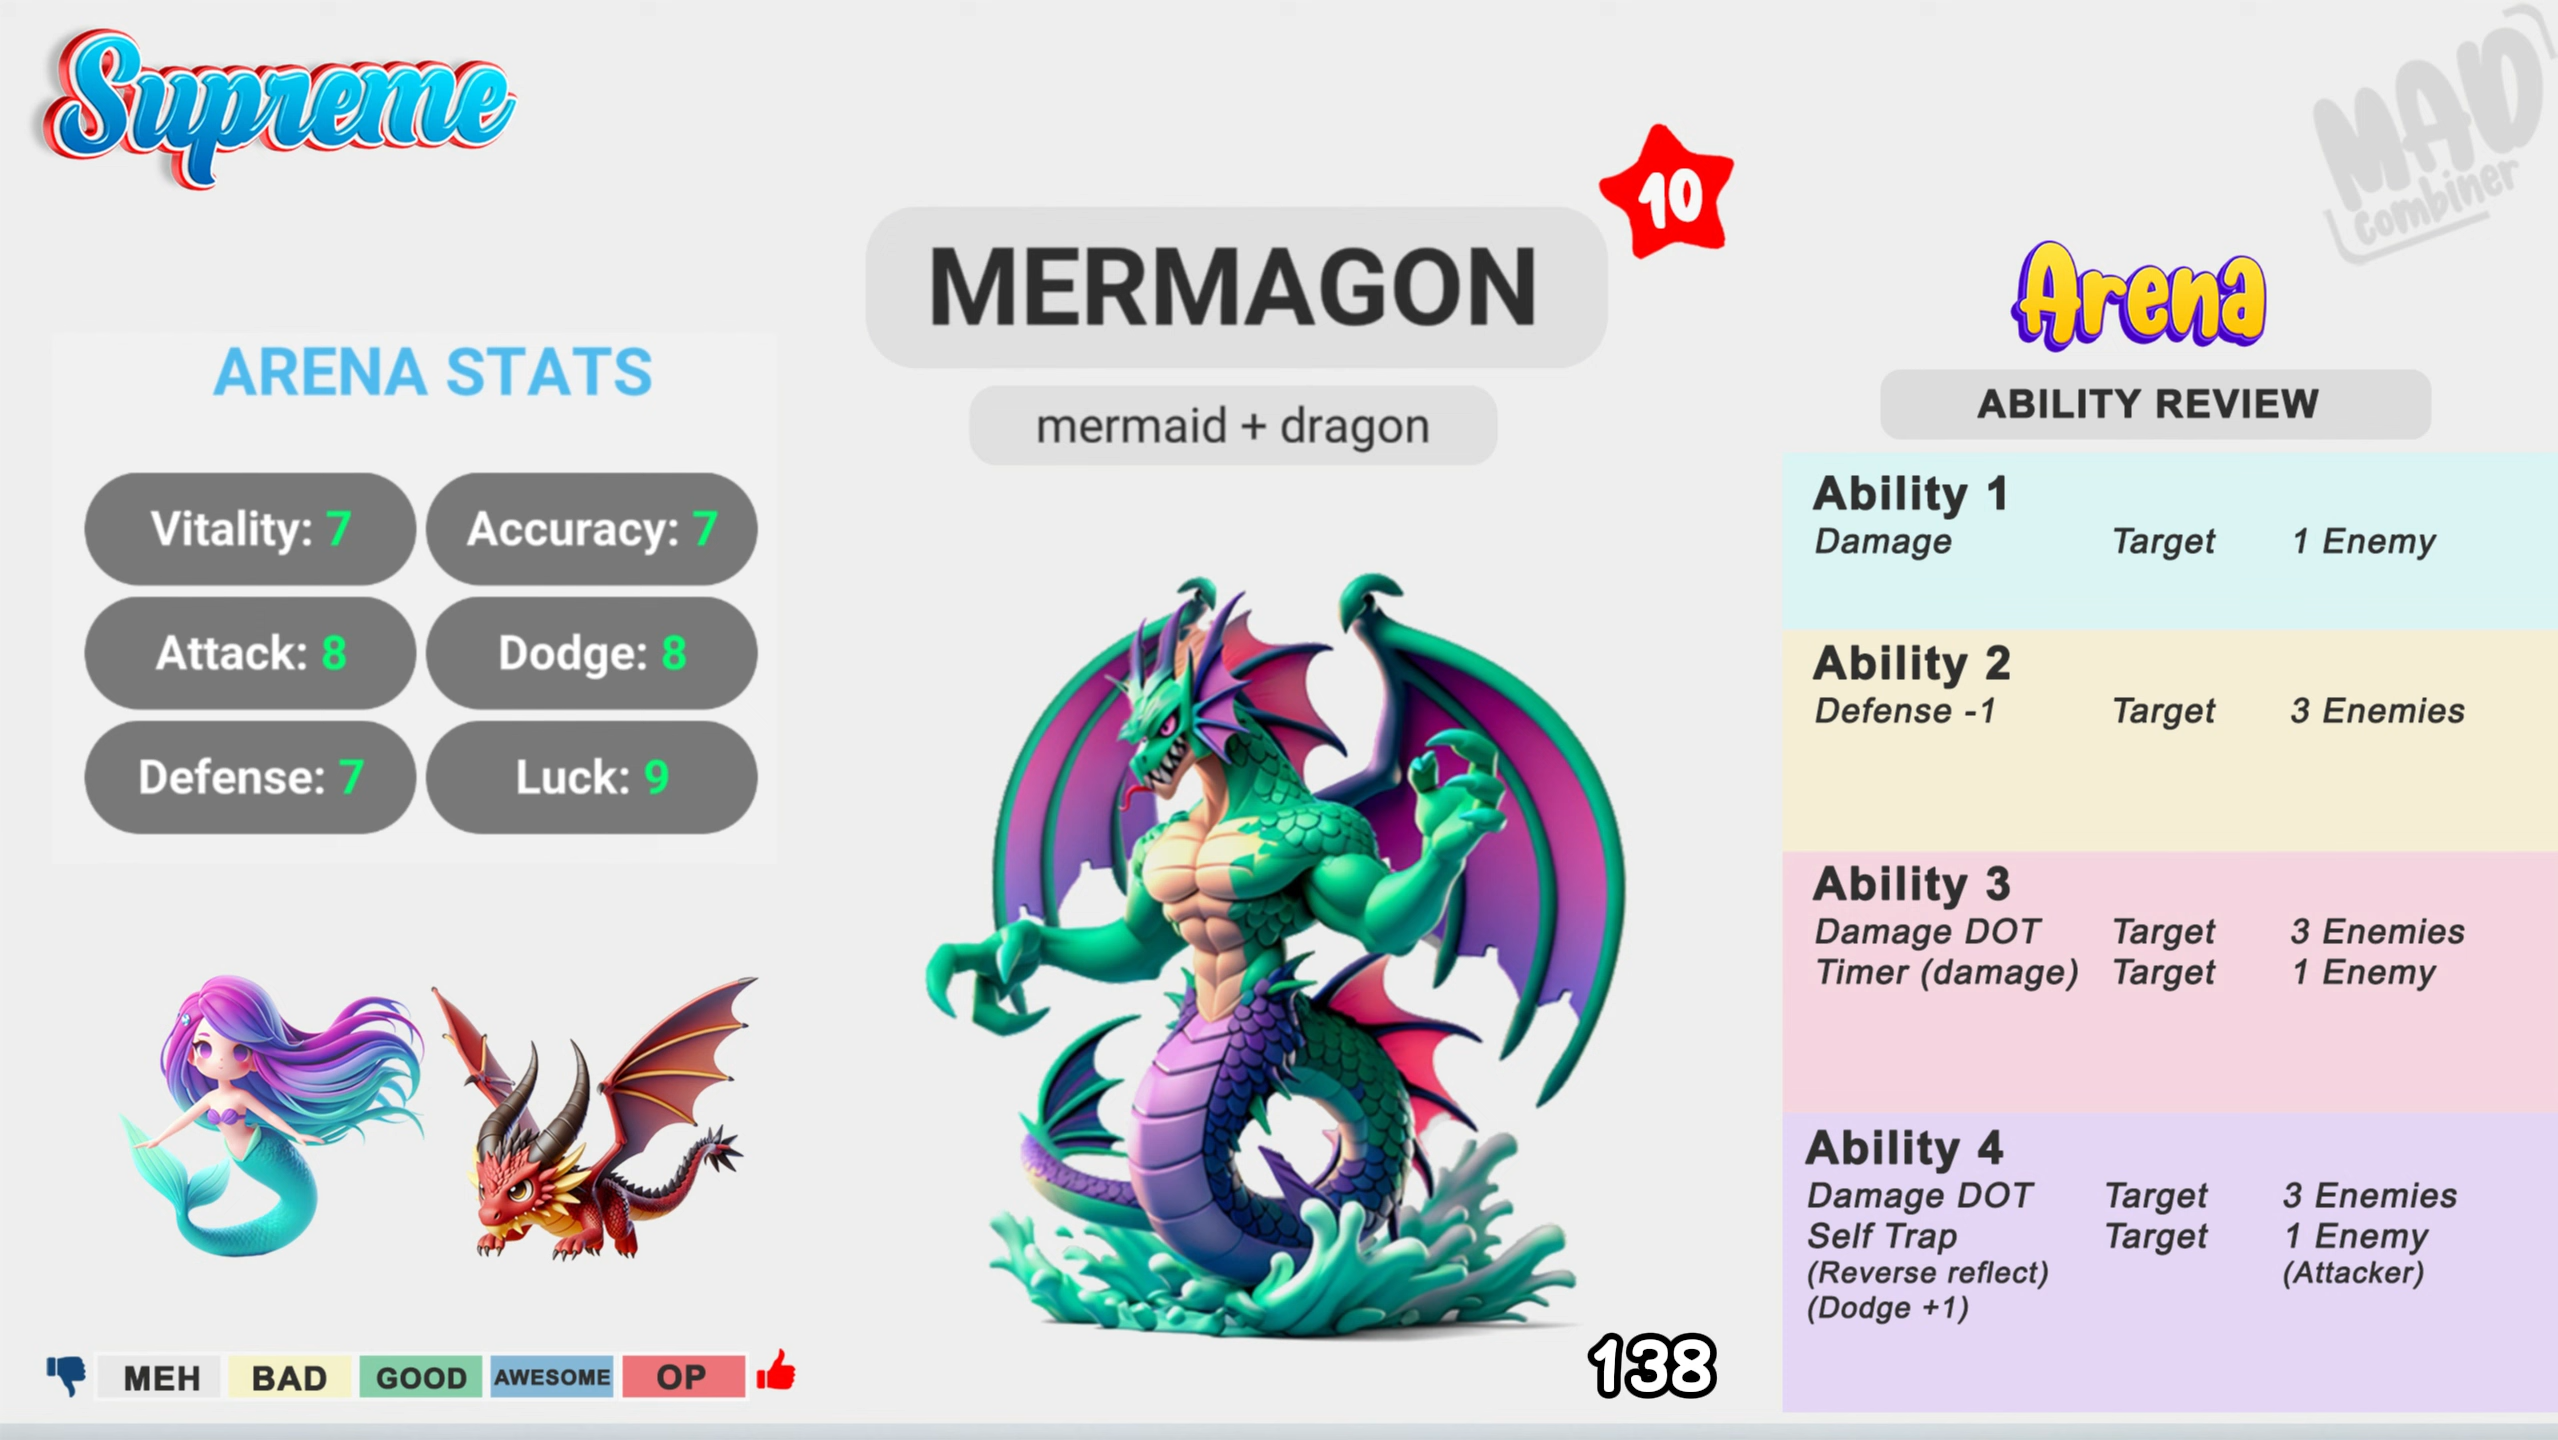 Supreme
MAD
combiner
10
MERMAGON
mermaid + dragon
ARENA STATS
Vitality: 7
Accuracy: 7
Attack: 8
Dodge: 8
Defense: 7
Luck: 9
Arena
ABILITY REVIEW
Ability 1
Damage Target 1 Enemy
Ability 2
Defense -1 Target 3 Enemies
Ability 3
Damage DOT Target 3 Enemies
Timer (damage) Target 1 Enemy
Ability 4
Damage DOT Target 3 Enemies
Self Trap Target 1 Enemy
(Reverse reflect) (Attacker)
(Dodge +1)
MEH BAD GOOD AWESOME OP
138